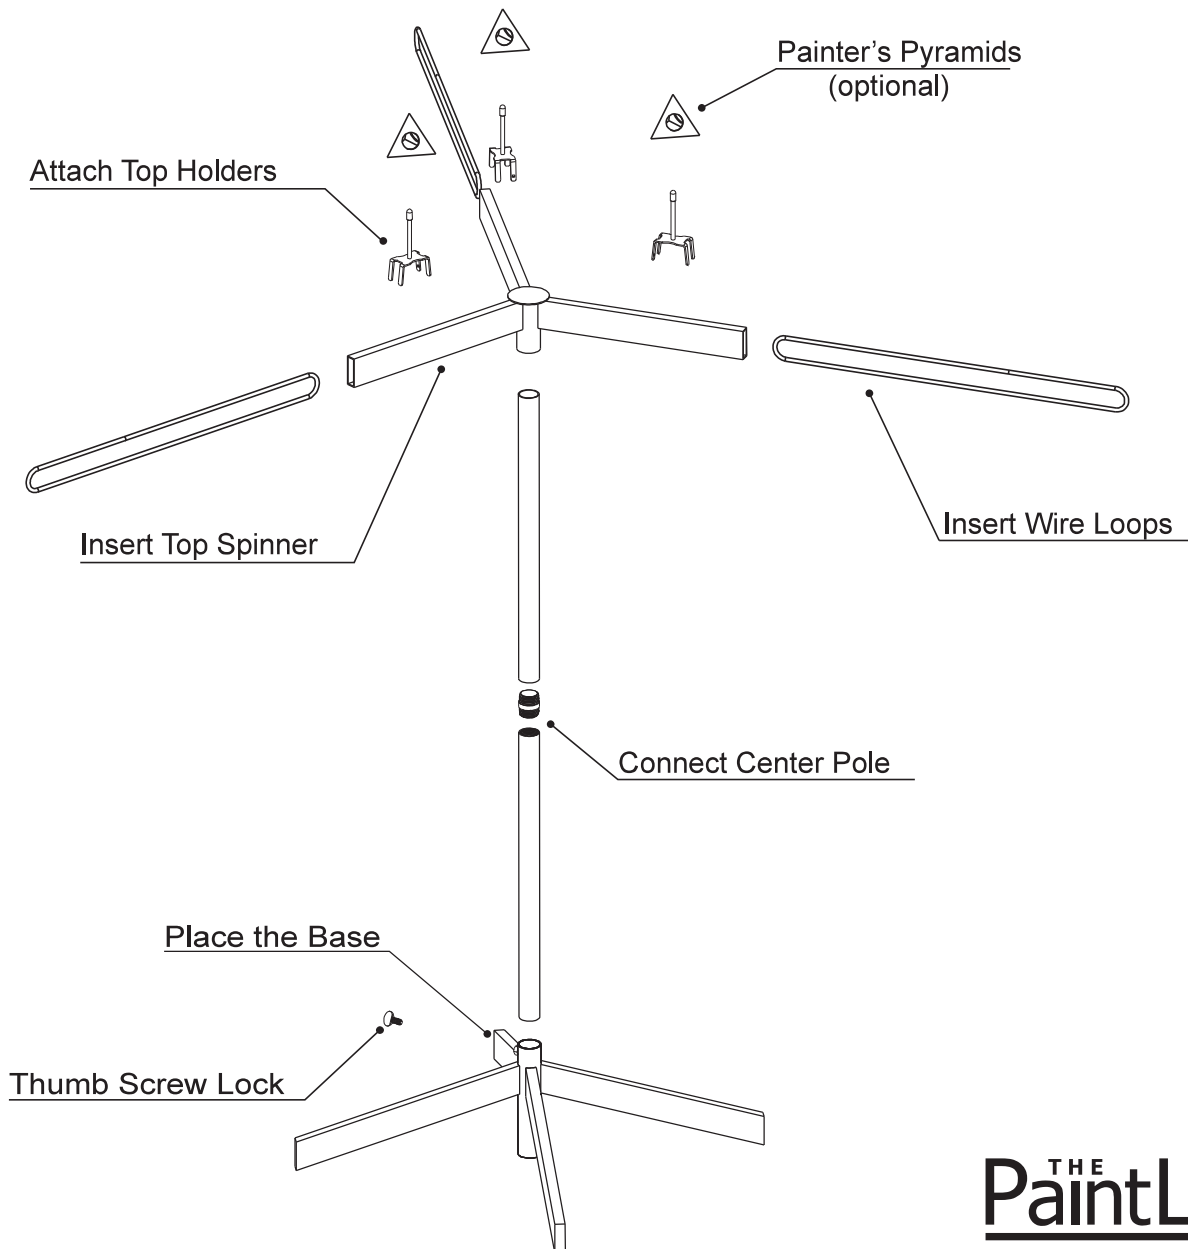 Painter's Pyramids
(optional)
Attach Top Holders
Insert Wire Loops
Insert Top Spinner
Connect Center Pole
Place the Base
Thumb Screw Lock
THE
PaintL